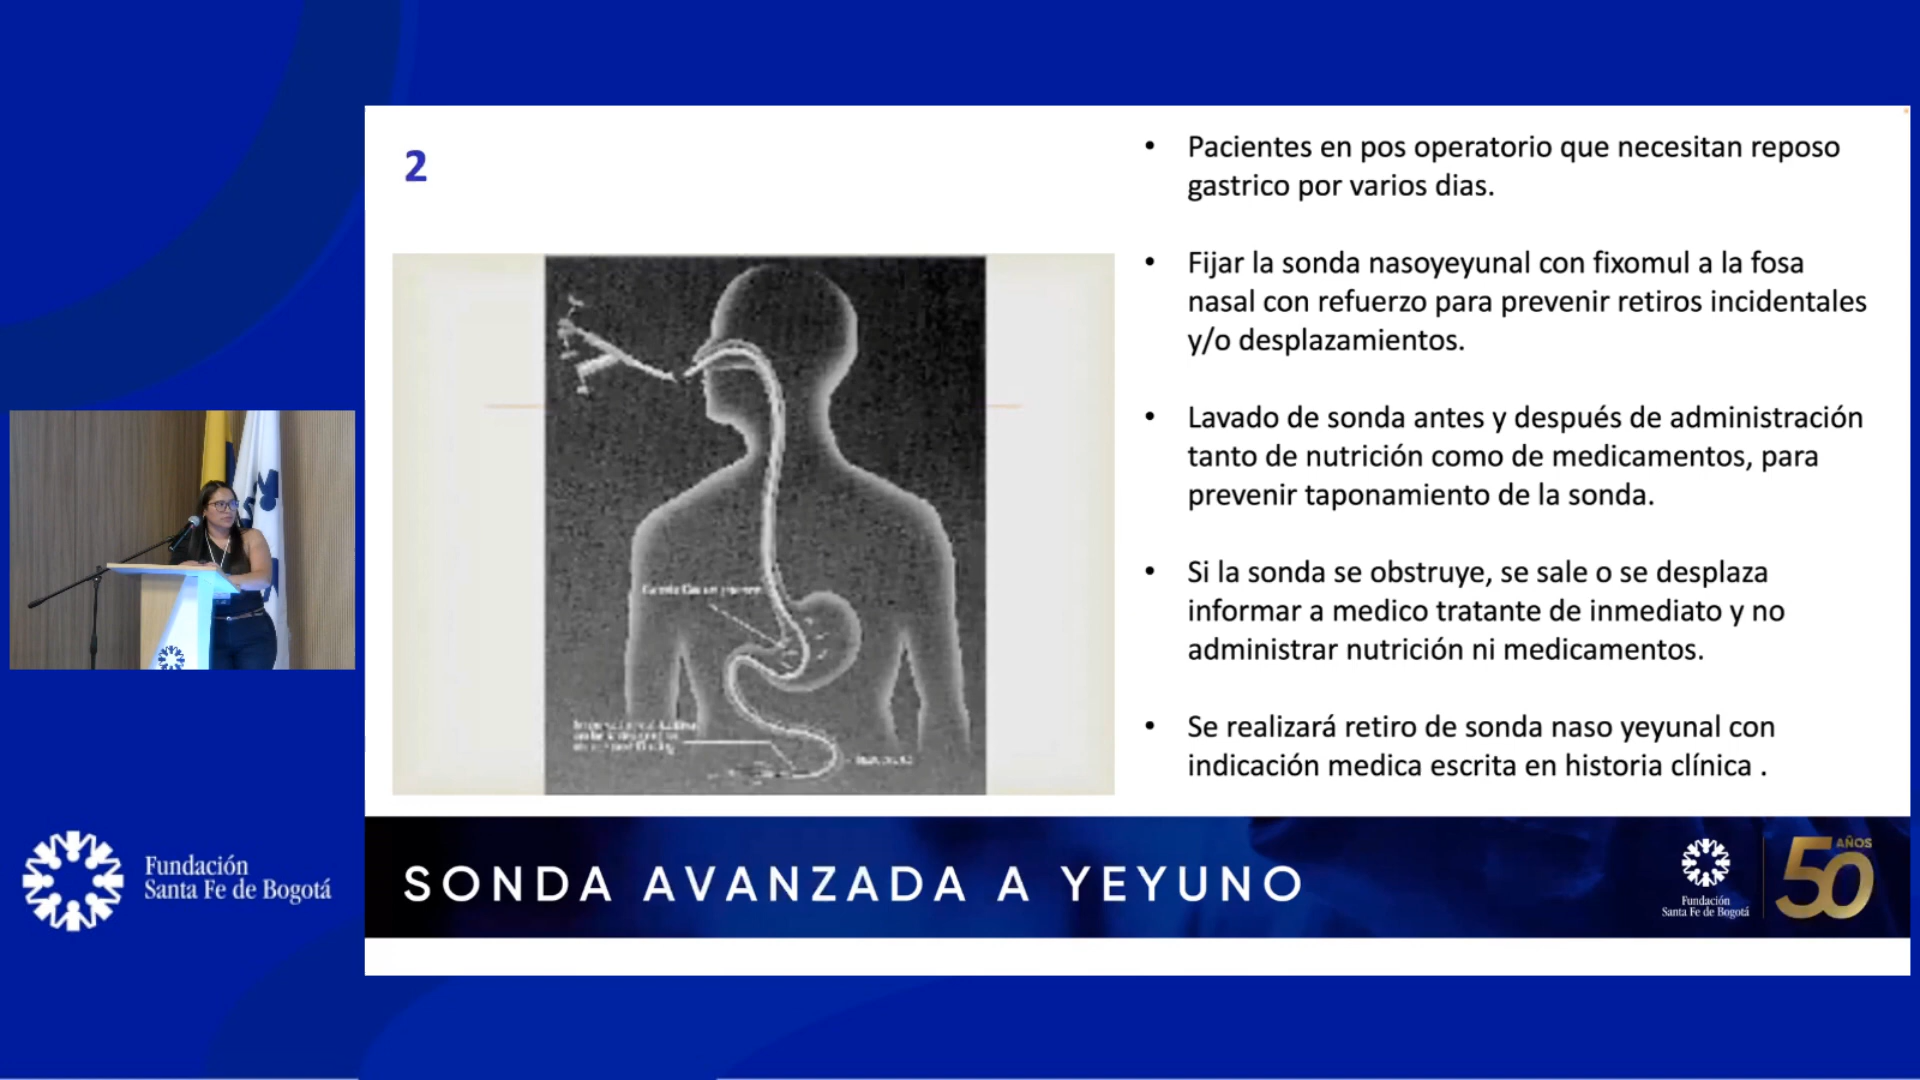 2
• Pacientes en pos operatorio que necesitan reposo
gastrico por varios dias.
• Fijar la sonda nasoyeyunal con fixomul a la fosa
nasal con refuerzo para prevenir retiros incidentales
y/o desplazamientos.
• Lavado de sonda antes y después de administración
tanto de nutrición como de medicamentos, para
prevenir taponamiento de la sonda.
• Si la sonda se obstruye, se sale o se desplaza
informar a medico tratante de inmediato y no
administrar nutrición ni medicamentos.
• Se realizará retiro de sonda naso yeyunal con
indicación medica escrita en historia clínica .
SONDA AVANZADA A YEYUNO
Fundación
Santa Fe de Bogotá
50
AÑOS
Fundación
Santa Fe de Bogotá